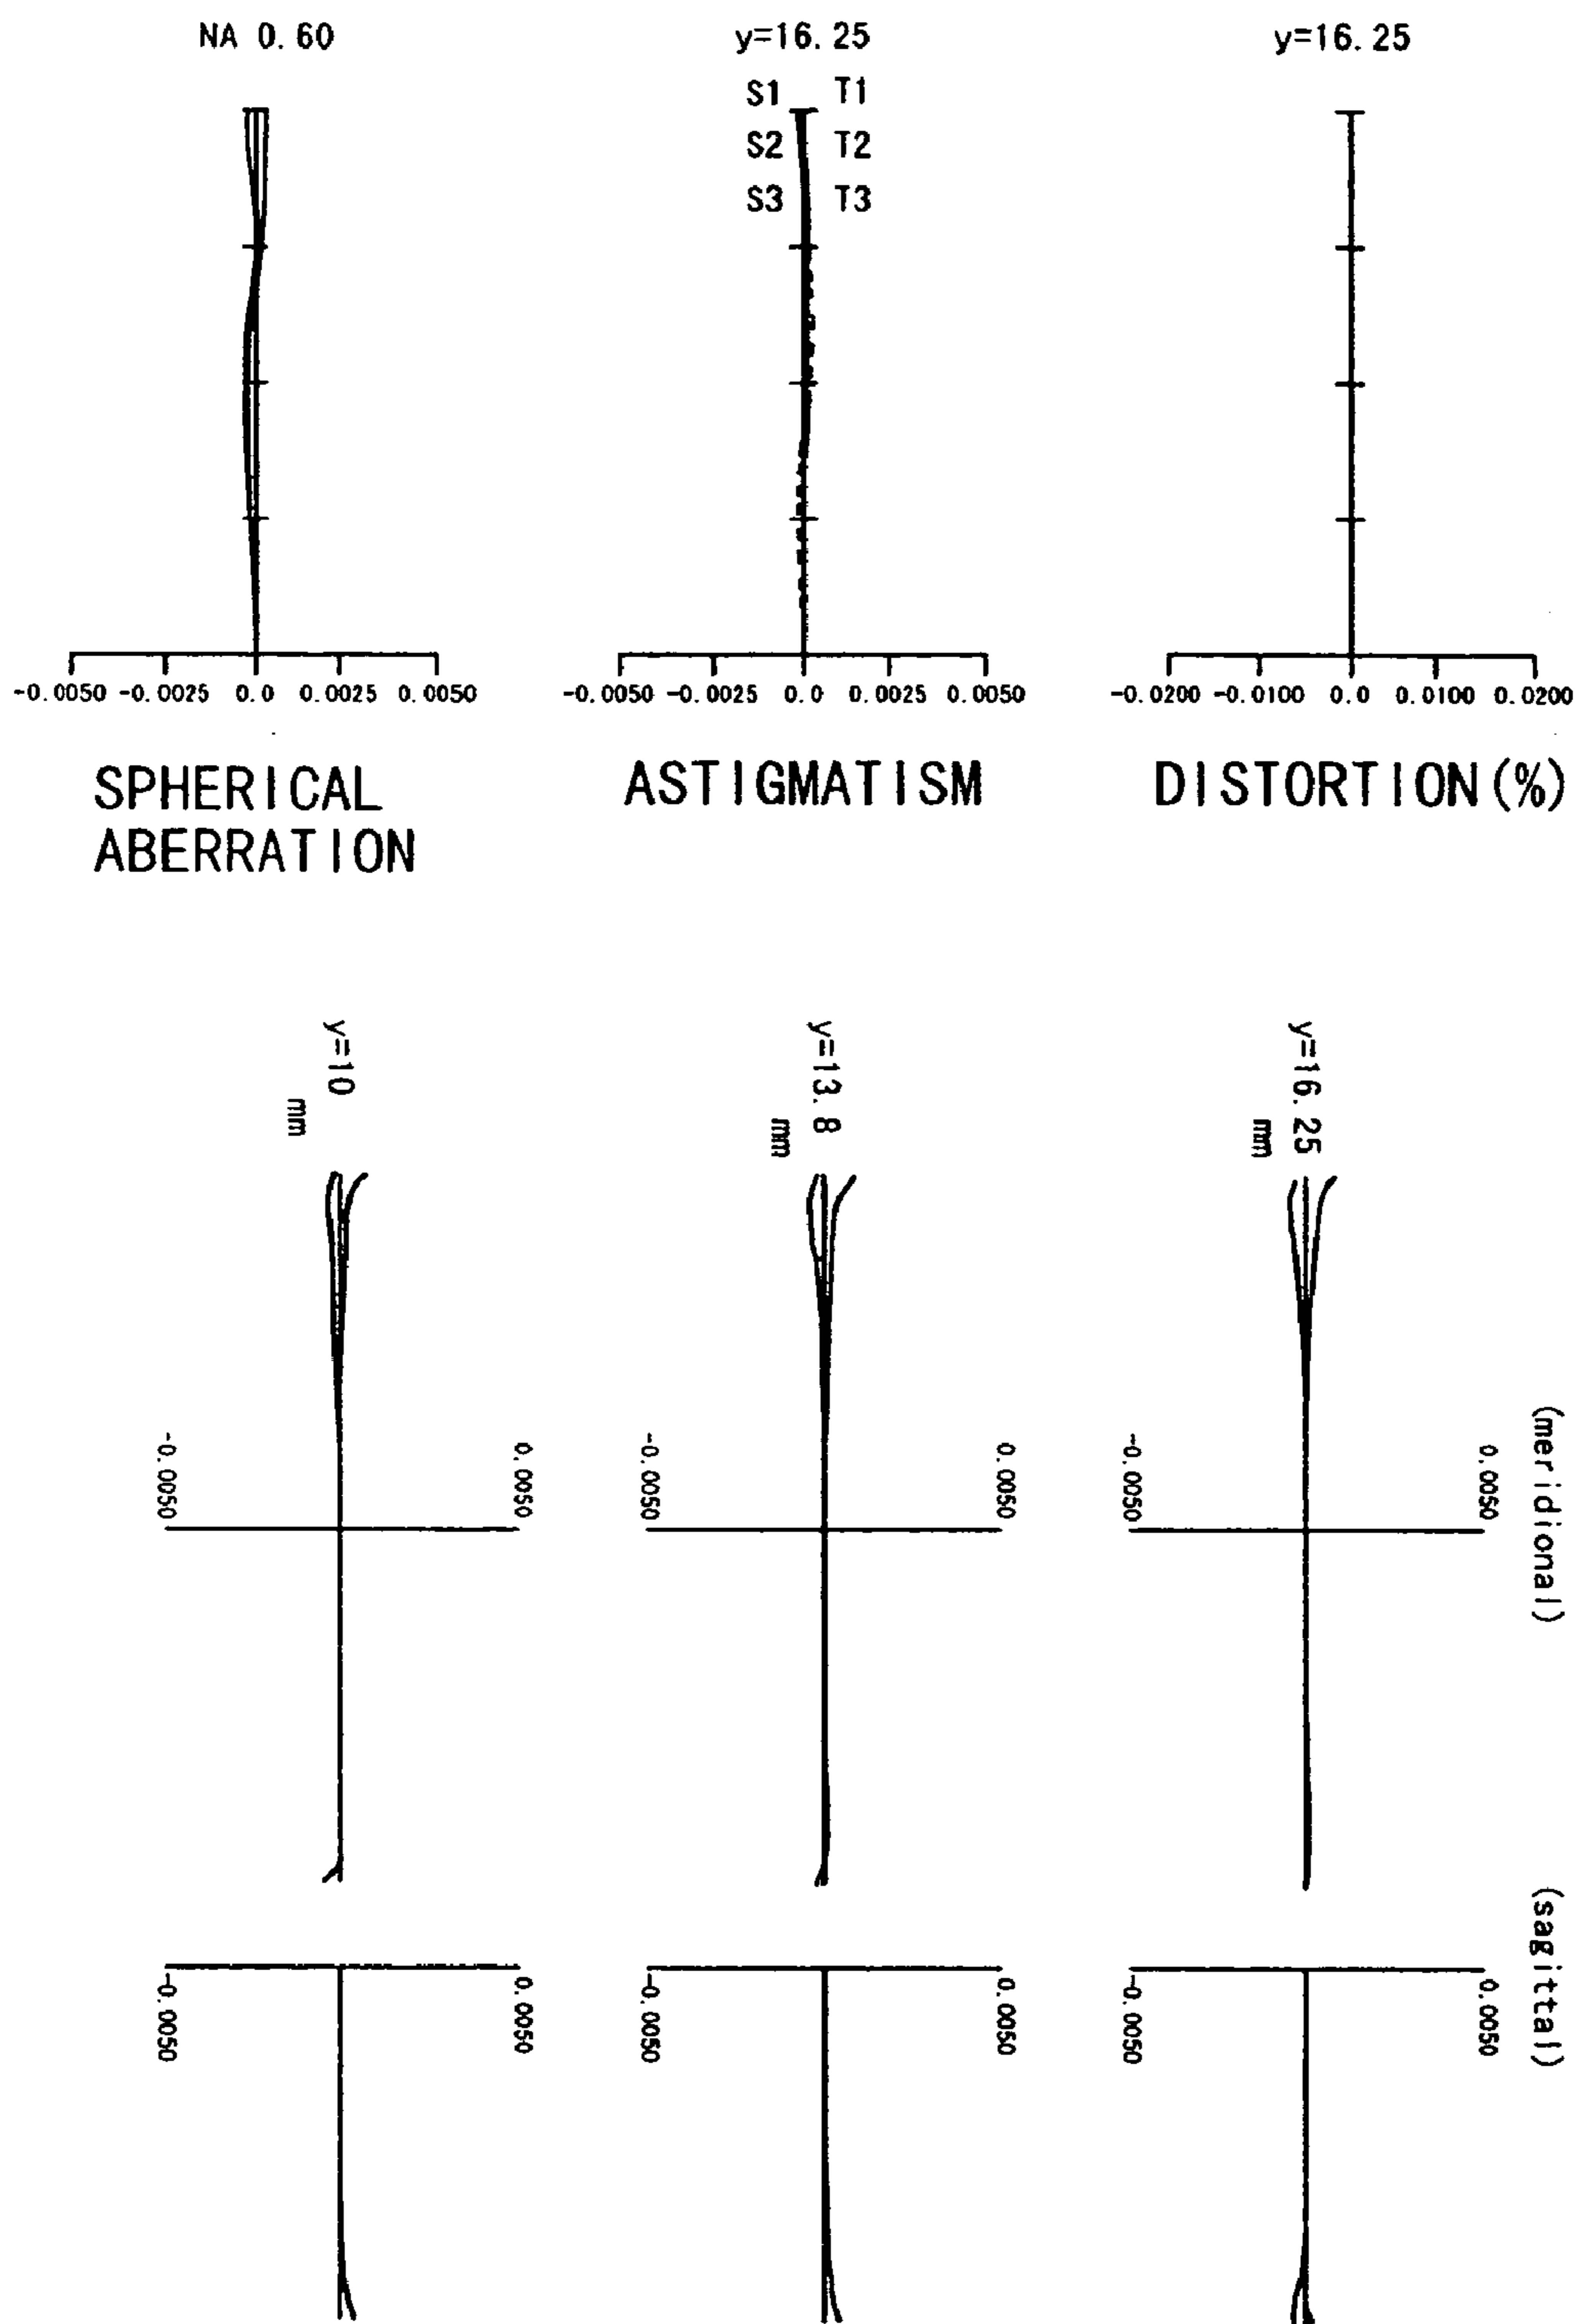 NA 0.60
y=16.25
y=16.25
S1 T1
S2 T2
S3 T3
-0.0050 -0.0025 0.0 0.0025 0.0050
-0.0050 -0.0025 0.0 0.0025 0.0050
-0.0200 -0.0100 0.0 0.0100 0.0200
SPHERICAL
ABERRATION
ASTIGMATISM
DISTORTION(%)
y=10
mm
y=13.8
mm
y=16.25
mm
-0.0050
0.0050
-0.0050
0.0050
-0.0050
0.0050
(meridional)
-0.0050
0.0050
-0.0050
0.0050
-0.0050
0.0050
(sagittal)